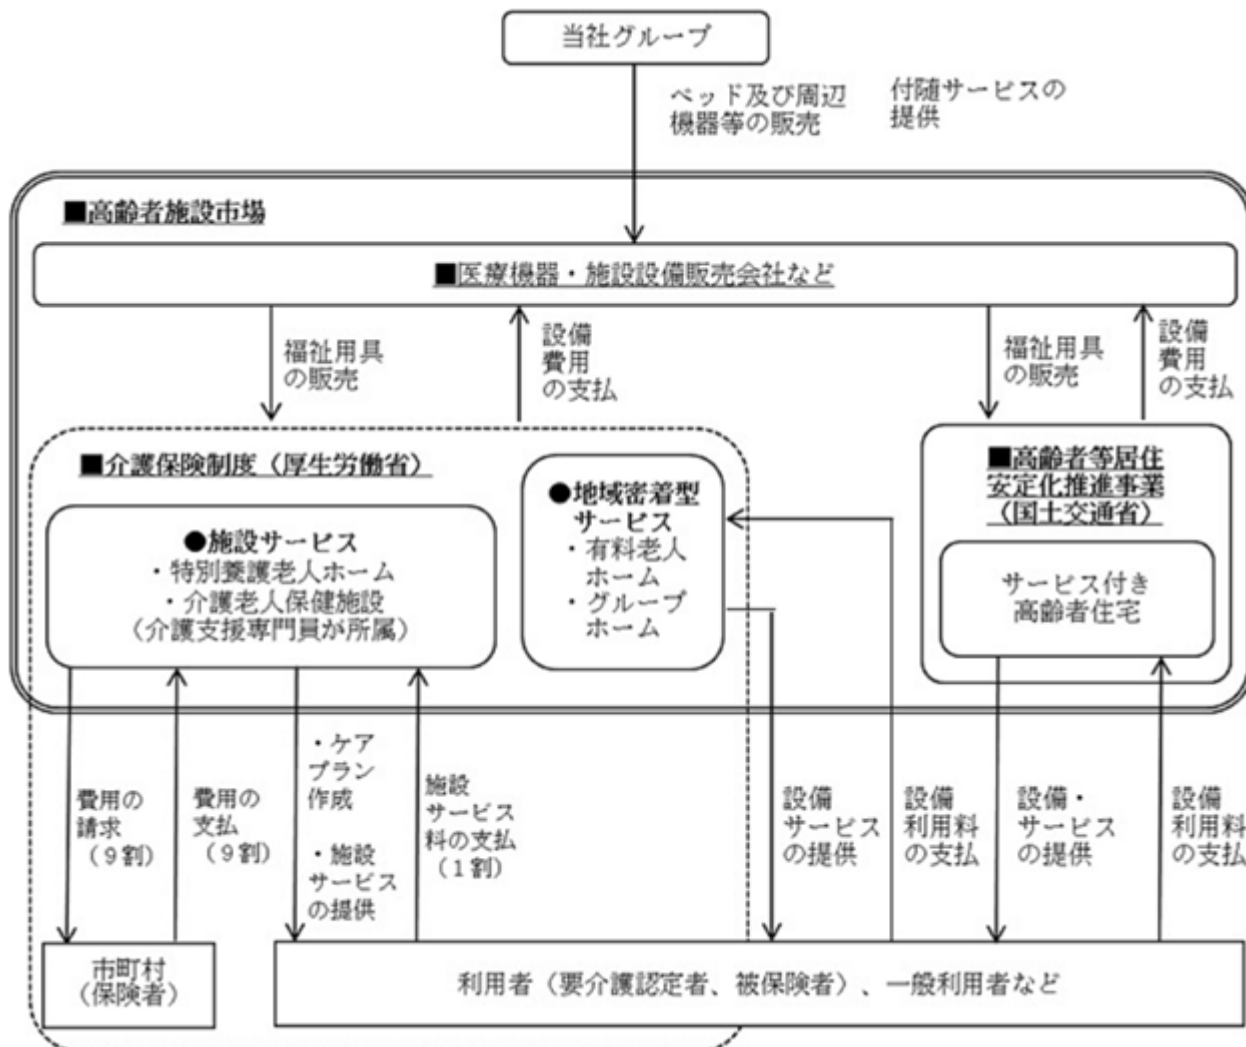 当社グループ
ベッド及び周辺
機器等の販売
付随サービスの
提供
■高齢者施設市場
■医療機器・施設設備販売会社など
福祉用具
の販売
設備
費用
の支払
福祉用具
の販売
設備
費用
の支払
■介護保険制度（厚生労働省）
●施設サービス
・特別養護老人ホーム
・介護老人保健施設
（介護支援専門員が所属）
●地域密着型
サービス
・有料老人
ホーム
・グループ
ホーム
■高齢者等居住
安定化推進事業
（国土交通省）
サービス付き
高齢者住宅
費用の
請求
（９割）
費用の
支払
（９割）
・ケア
プラン
作成
・施設
サービス
の提供
施設
サービス
料の支払
（１割）
設備
サービス
の提供
設備
利用料
の支払
設備・
サービス
の提供
設備
利用料
の支払
市町村
（保険者）
利用者（要介護認定者、被保険者）、一般利用者など